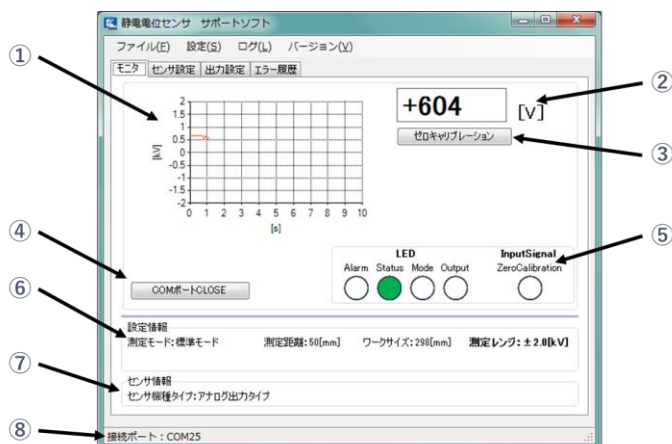 静電電位センサ サポートソフト
ファイル(F) 設定(S) ログ(L) バージョン(V)
モニタ センサ設定 出力設定 エラー履歴
①
②
③
④
⑤
⑥
⑦
⑧
+604 [V]
ゼロキャリブレーション
2
1.5
1
0.5
0
-0.5
-1
-1.5
-2
[kV]
0 1 2 3 4 5 6 7 8 9 10
[s]
LED InputSignal
Alarm Status Mode Output ZeroCalibration
COMポートCLOSE
設定情報
測定モード:標準モード 測定距離:50[mm] ワークサイズ:298[mm] 測定レンジ:±2.0[kV]
センサ情報
センサ機種タイプ:アナログ出力タイプ
接続ポート:COM25